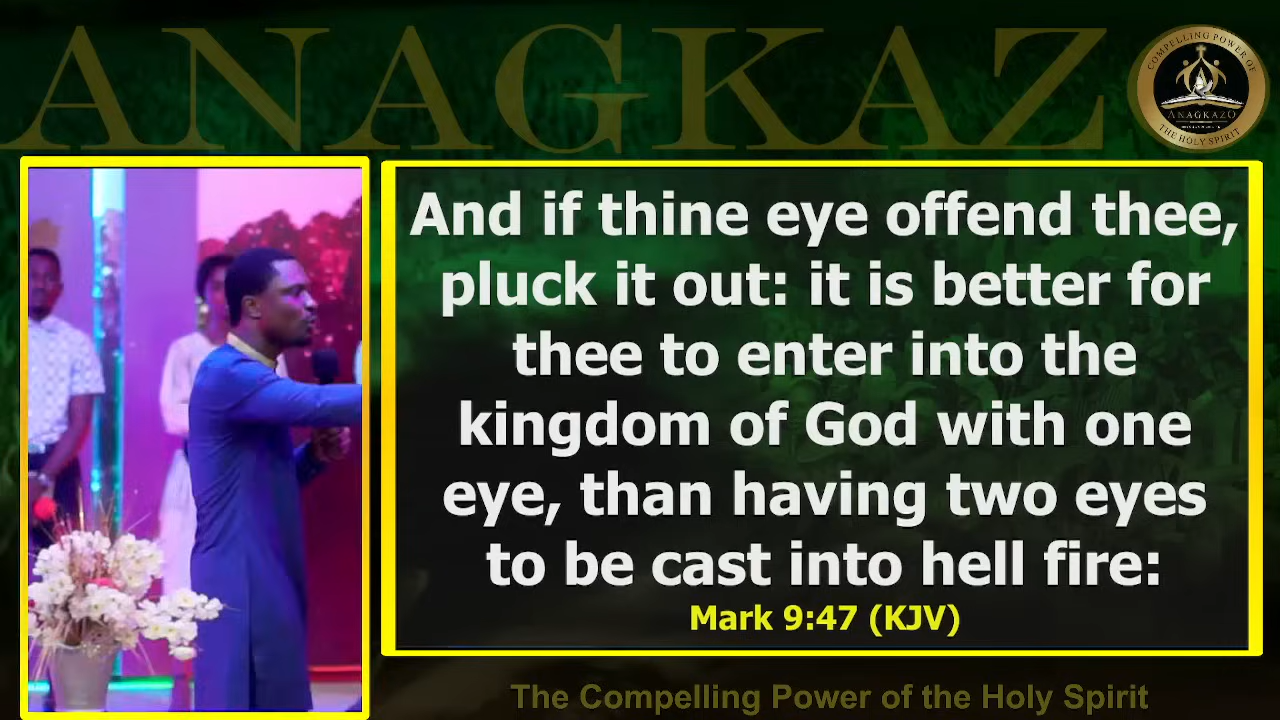 ANAGKAZO
COMPELLING POWER OF
ANAGKAZO
THE HOLY SPIRIT
And if thine eye offend thee,
pluck it out: it is better for
thee to enter into the
kingdom of God with one
eye, than having two eyes
to be cast into hell fire:
Mark 9:47 (KJV)
The Compelling Power of the Holy Spirit